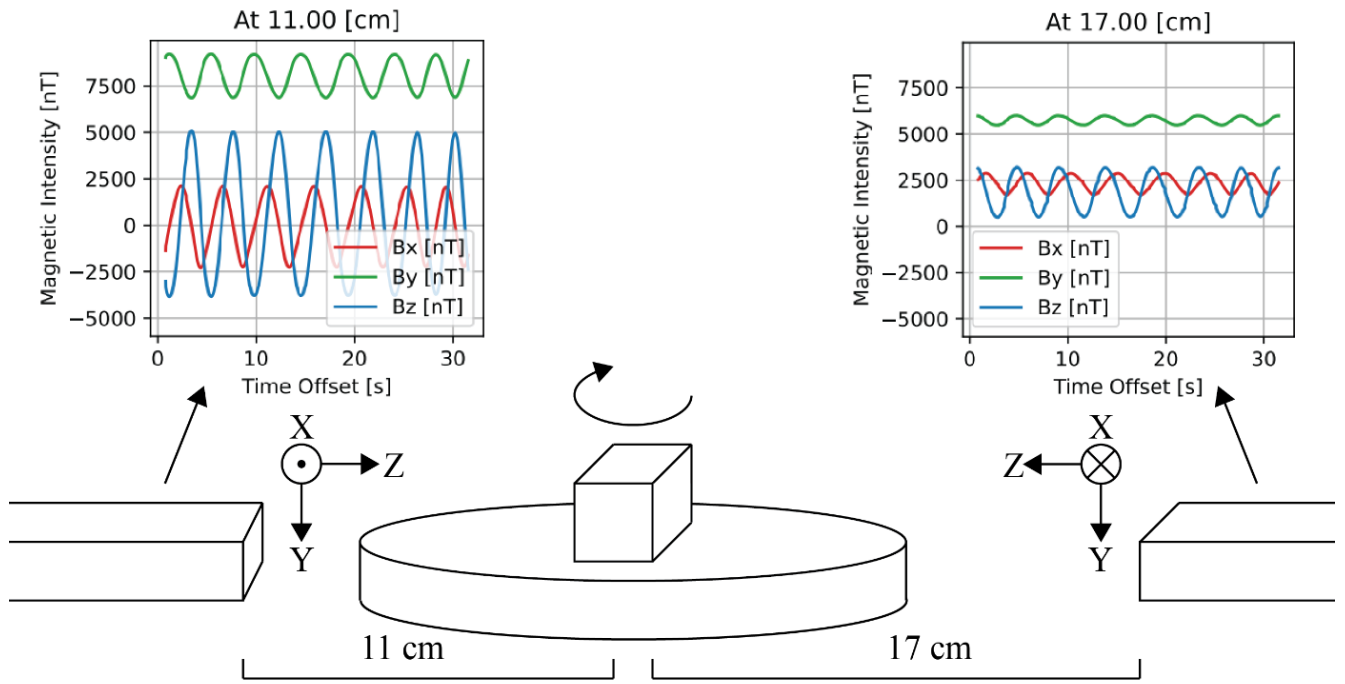 At 11.00 [cm]
Magnetic Intensity [nT]
7500
5000
2500
0
−2500
−5000
Bx [nT]
By [nT]
Bz [nT]
0 10 20 30
Time Offset [s]
At 17.00 [cm]
Magnetic Intensity [nT]
7500
5000
2500
0
−2500
−5000
Bx [nT]
By [nT]
Bz [nT]
0 10 20 30
Time Offset [s]
X
Z
Y
X
Z
Y
11 cm
17 cm